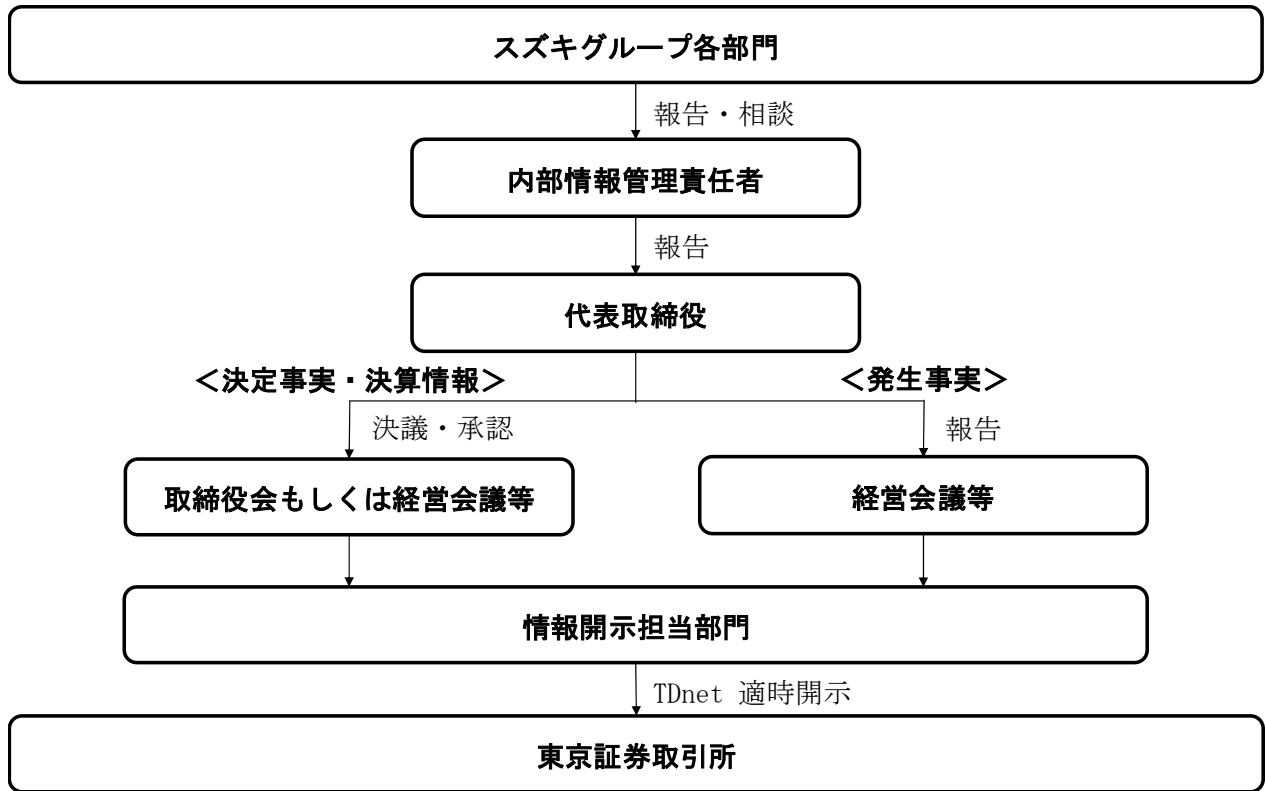 スズキグループ各部門
報告・相談
内部情報管理責任者
報告
代表取締役
＜決定事実・決算情報＞
＜発生事実＞
決議・承認
報告
取締役会もしくは経営会議等
経営会議等
情報開示担当部門
TDnet 適時開示
東京証券取引所